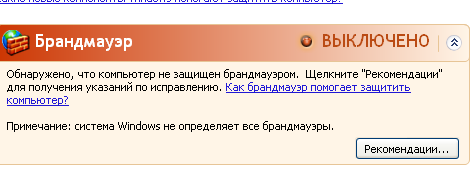 Брандмауэр
ВЫКЛЮЧЕНО
Обнаружено, что компьютер не защищен брандмауэром. Щелкните "Рекомендации"
для получения указаний по исправлению. Как брандмауэр помогает защитить
компьютер?
Примечание: система Windows не определяет все брандмауэры.
Рекомендации...